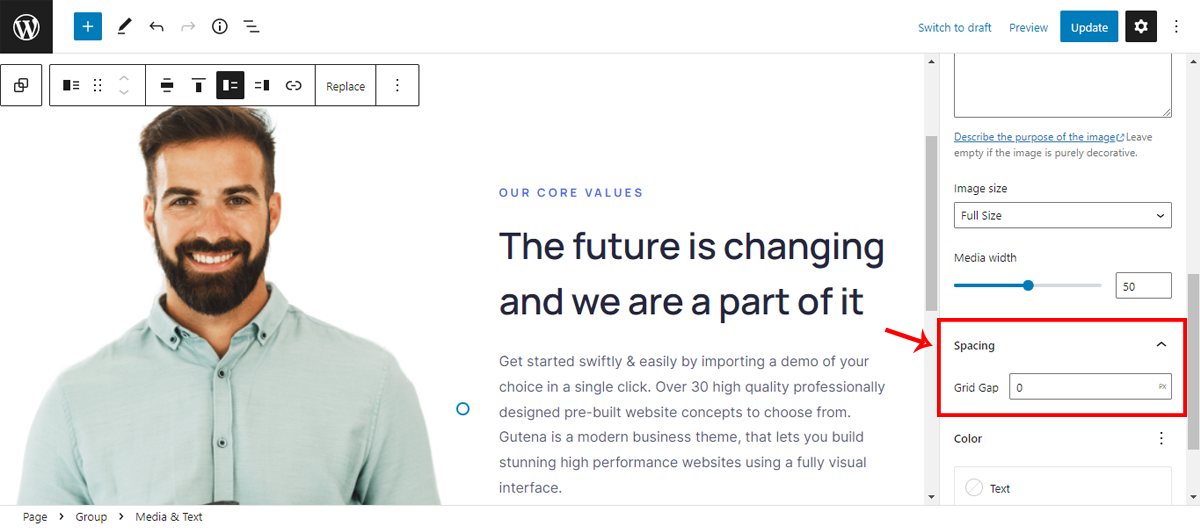 Switch to draft
Preview
Update
Replace
OUR CORE VALUES
The future is changing
and we are a part of it
Get started swiftly & easily by importing a demo of your
choice in a single click. Over 30 high quality professionally
designed pre-built website concepts to choose from.
Gutena is a modern business theme, that lets you build
stunning high performance websites using a fully visual
interface.
Describe the purpose of the image Leave
empty if the image is purely decorative.
Image size
Full Size
Media width
50
Spacing
Grid Gap
0
PX
Color
Text
Page > Group > Media & Text